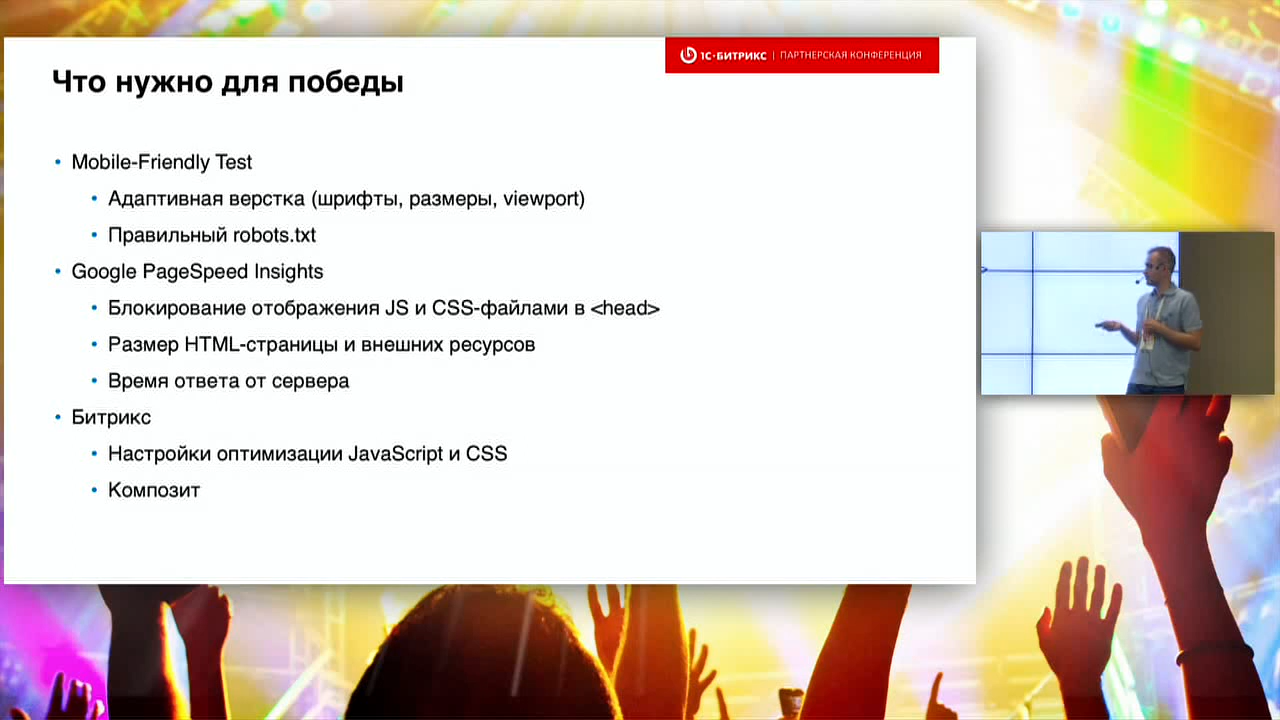 1С-БИТРИКС | ПАРТНЕРСКАЯ КОНФЕРЕНЦИЯ
Что нужно для победы
• Mobile-Friendly Test
• Адаптивная верстка (шрифты, размеры, viewport)
• Правильный robots.txt
• Google PageSpeed Insights
• Блокирование отображения JS и CSS-файлами в <head>
• Размер HTML-страницы и внешних ресурсов
• Время ответа от сервера
• Битрикс
• Настройки оптимизации JavaScript и CSS
• Композит